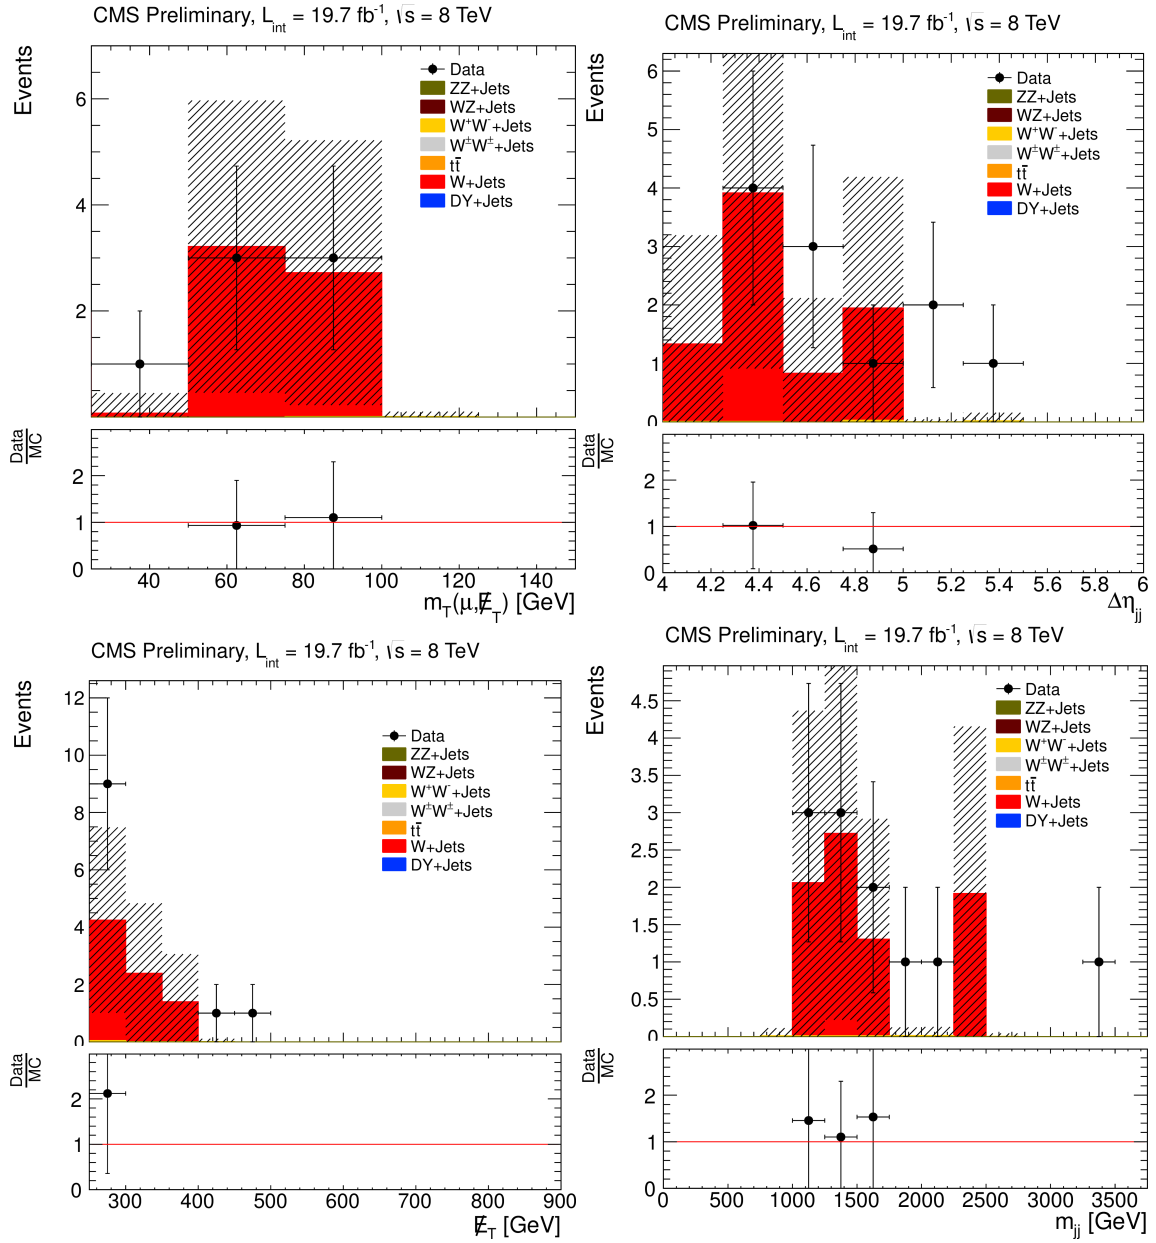 CMS Preliminary, L_int = 19.7 fb⁻¹, √s = 8 TeV
Events
6
4
2
Data
ZZ+Jets
WZ+Jets
W⁺W⁻+Jets
W±W±+Jets
tt̄
W+Jets
DY+Jets
Data
MC
2
1
0
40 60 80 100 120 140
m_T(μ,E̸_T) [GeV]
CMS Preliminary, L_int = 19.7 fb⁻¹, √s = 8 TeV
Events
6
5
4
3
2
1
0
Data
ZZ+Jets
WZ+Jets
W⁺W⁻+Jets
W±W±+Jets
tt̄
W+Jets
DY+Jets
Data
MC
2
1
0
4 4.2 4.4 4.6 4.8 5 5.2 5.4 5.6 5.8 6
Δη_jj
CMS Preliminary, L_int = 19.7 fb⁻¹, √s = 8 TeV
Events
12
10
8
6
4
2
0
Data
ZZ+Jets
WZ+Jets
W⁺W⁻+Jets
W±W±+Jets
tt̄
W+Jets
DY+Jets
Data
MC
2
1
0
300 400 500 600 700 800 900
E̸_T [GeV]
CMS Preliminary, L_int = 19.7 fb⁻¹, √s = 8 TeV
Events
4.5
4
3.5
3
2.5
2
1.5
1
0.5
0
Data
ZZ+Jets
WZ+Jets
W⁺W⁻+Jets
W±W±+Jets
tt̄
W+Jets
DY+Jets
Data
MC
2
1
0
0 500 1000 1500 2000 2500 3000 3500
m_jj [GeV]